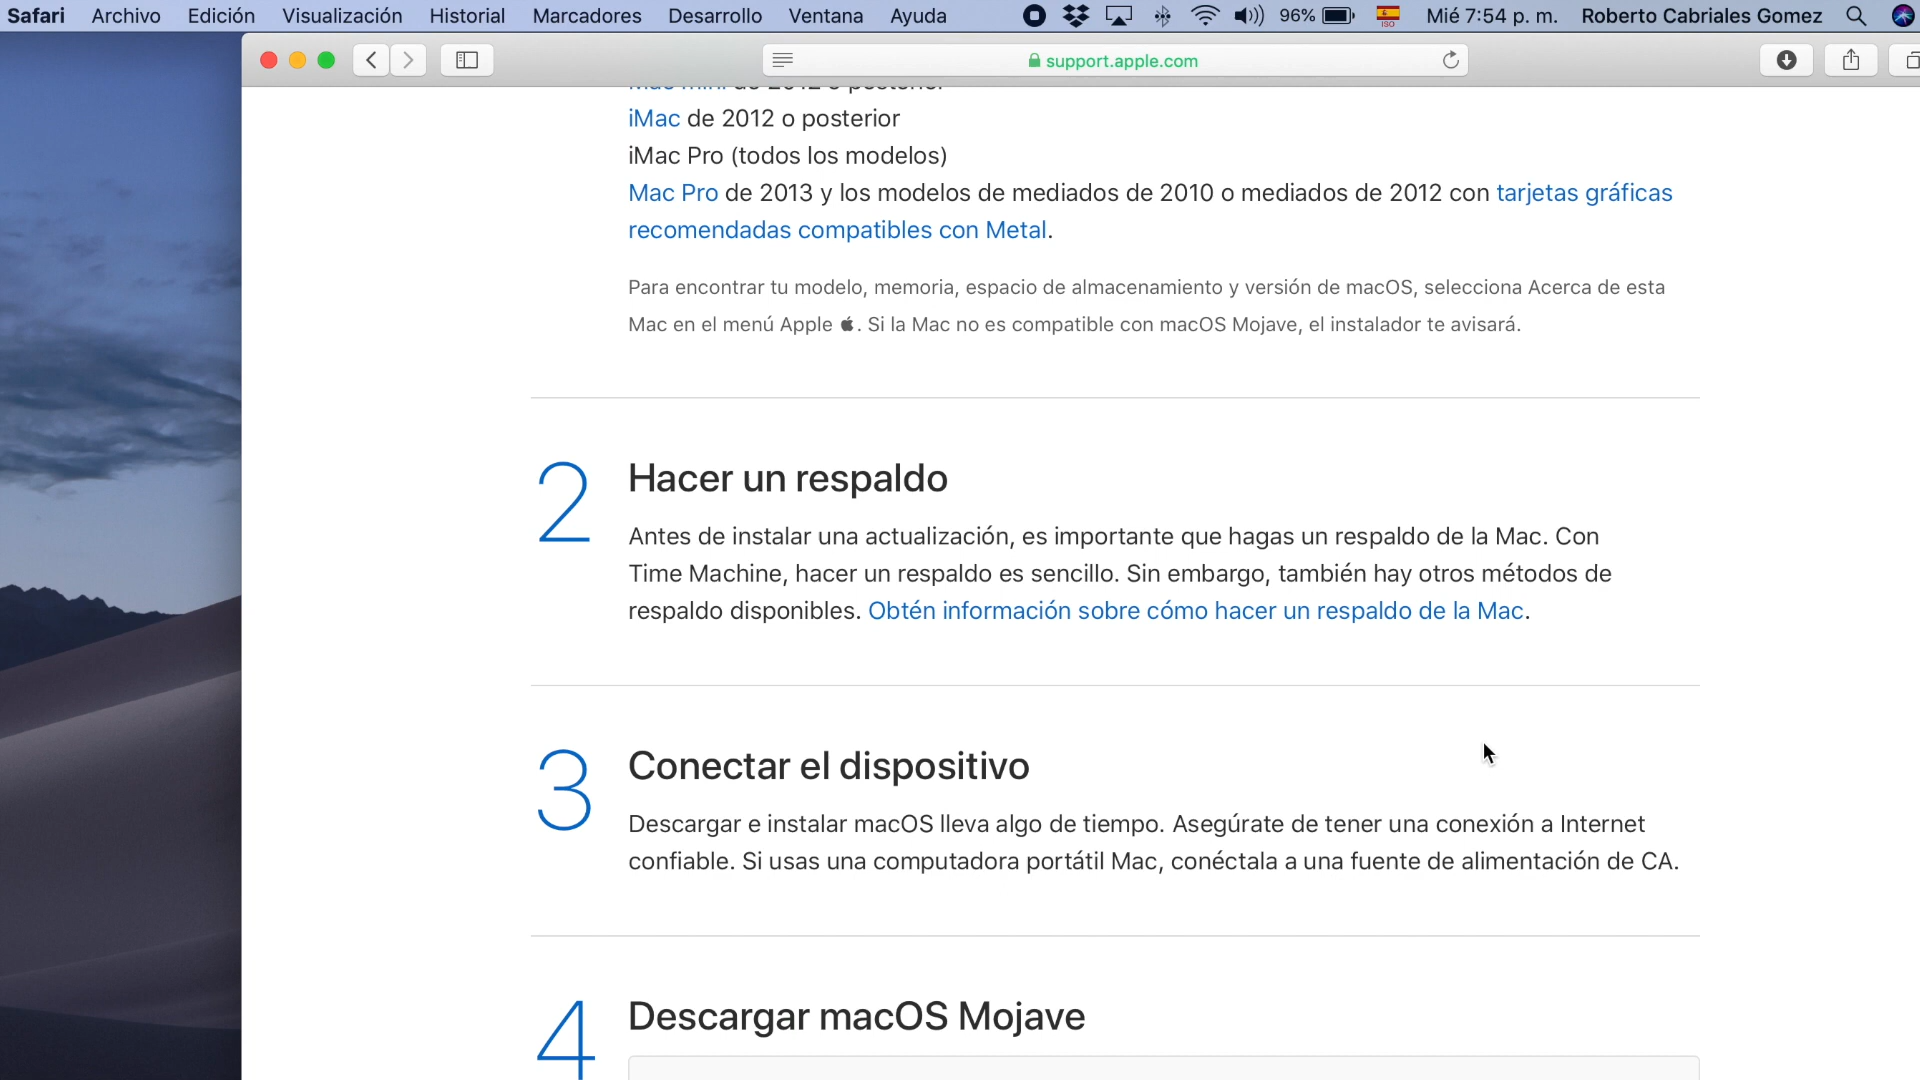 Safari Archivo Edición Visualización Historial Marcadores Desarrollo Ventana Ayuda 96% ISO Mié 7:54 p. m. Roberto Cabriales Gomez
support.apple.com
Mac mini de 2012 o posterior
iMac de 2012 o posterior
iMac Pro (todos los modelos)
Mac Pro de 2013 y los modelos de mediados de 2010 o mediados de 2012 con tarjetas gráficas
recomendadas compatibles con Metal.
Para encontrar tu modelo, memoria, espacio de almacenamiento y versión de macOS, selecciona Acerca de esta
Mac en el menú Apple . Si la Mac no es compatible con macOS Mojave, el instalador te avisará.
2 Hacer un respaldo
Antes de instalar una actualización, es importante que hagas un respaldo de la Mac. Con
Time Machine, hacer un respaldo es sencillo. Sin embargo, también hay otros métodos de
respaldo disponibles. Obtén información sobre cómo hacer un respaldo de la Mac.
3 Conectar el dispositivo
Descargar e instalar macOS lleva algo de tiempo. Asegúrate de tener una conexión a Internet
confiable. Si usas una computadora portátil Mac, conéctala a una fuente de alimentación de CA.
4 Descargar macOS Mojave